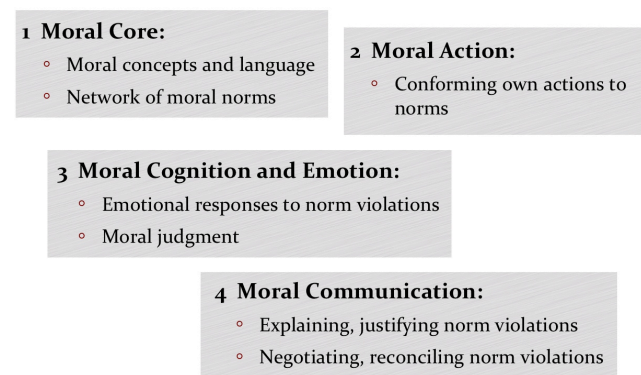 1 Moral Core:
◦ Moral concepts and language
◦ Network of moral norms
2 Moral Action:
◦ Conforming own actions to
norms
3 Moral Cognition and Emotion:
◦ Emotional responses to norm violations
◦ Moral judgment
4 Moral Communication:
◦ Explaining, justifying norm violations
◦ Negotiating, reconciling norm violations